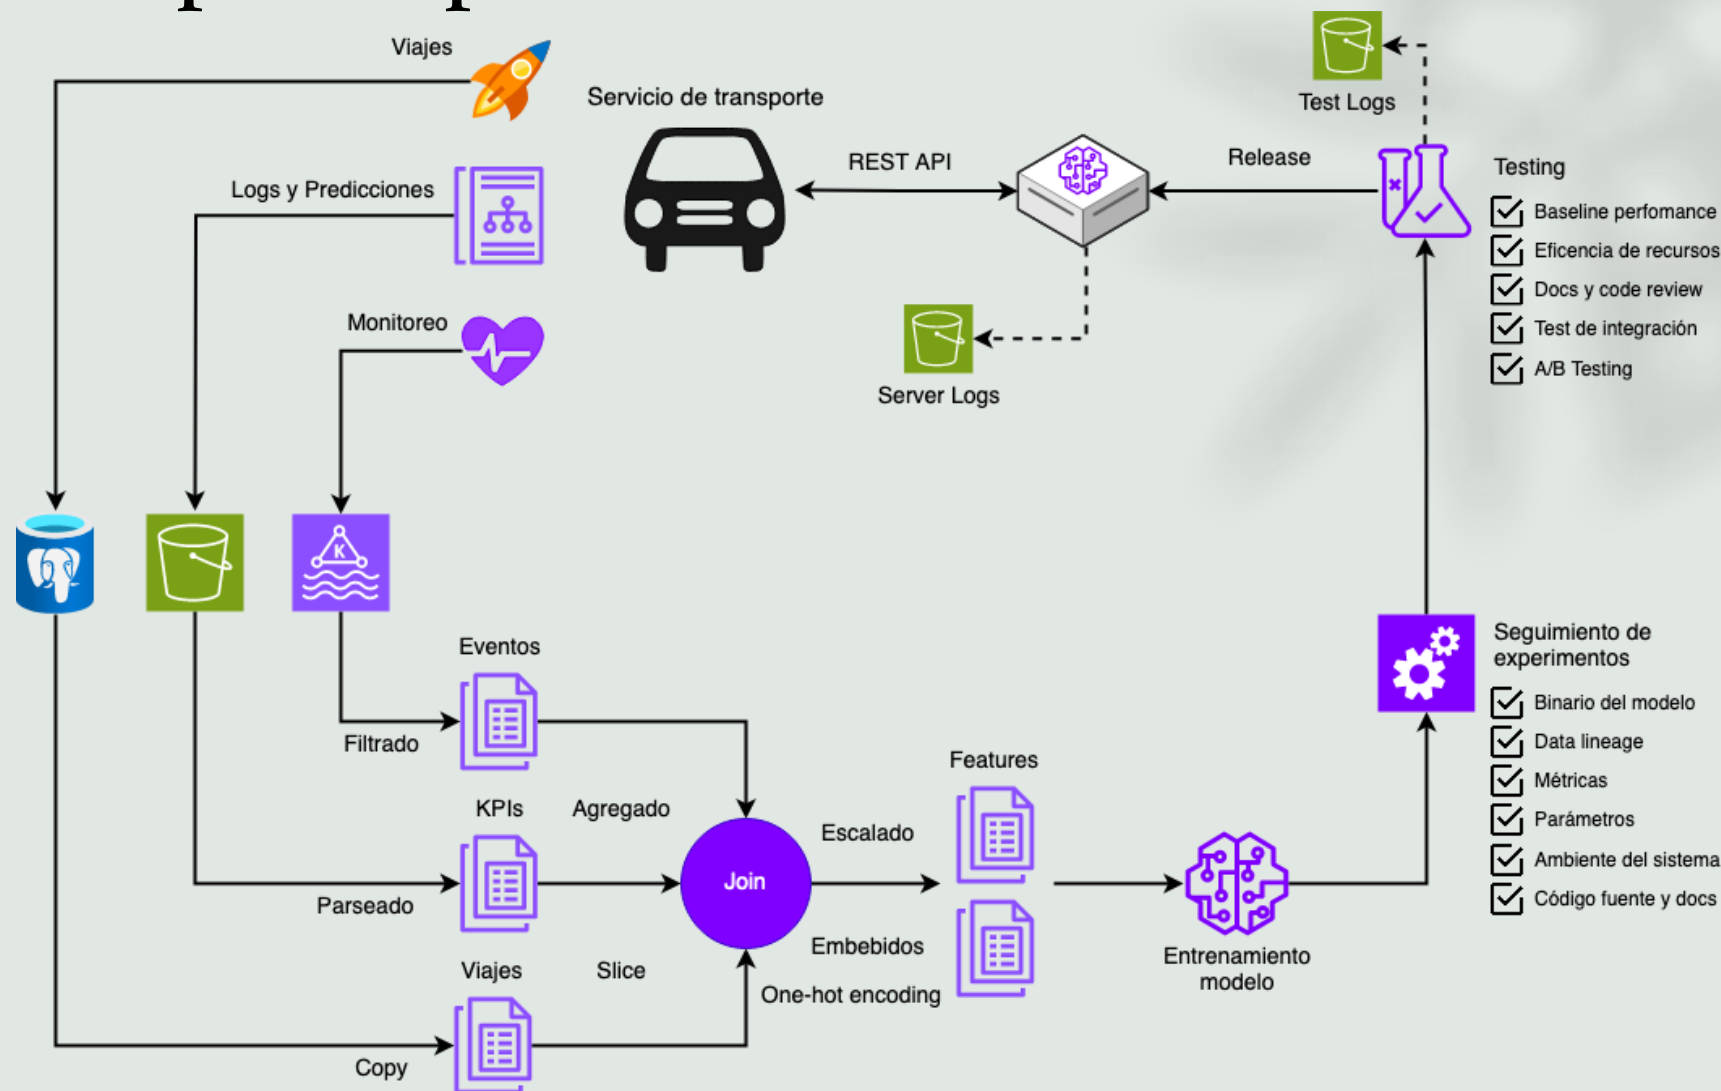 Viajes
Servicio de transporte
Test Logs
REST API
Release
Testing
Logs y Predicciones
Baseline perfomance
Eficencia de recursos
Docs y code review
Monitoreo
Test de integración
A/B Testing
Server Logs
K
Eventos
Seguimiento de
experimentos
Binario del modelo
Filtrado
Data lineage
Features
Métricas
KPIs
Agregado
Parámetros
Escalado
Ambiente del sistema
Join
Código fuente y docs
Parseado
Embebidos
Entrenamiento
modelo
Viajes
Slice
One-hot encoding
Copy